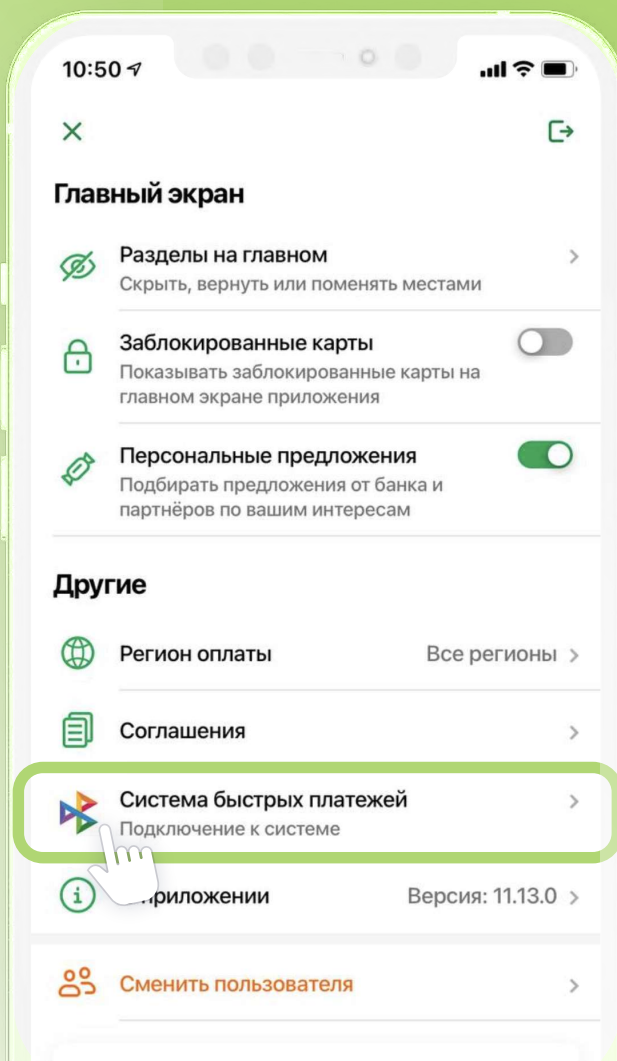 10:50
Главный экран
Разделы на главном
Скрыть, вернуть или поменять местами
Заблокированные карты
Показывать заблокированные карты на
главном экране приложения
Персональные предложения
Подбирать предложения от банка и
партнёров по вашим интересам
Другие
Регион оплаты Все регионы
Соглашения
Система быстрых платежей
Подключение к системе
Версия: 11.13.0
Сменить пользователя